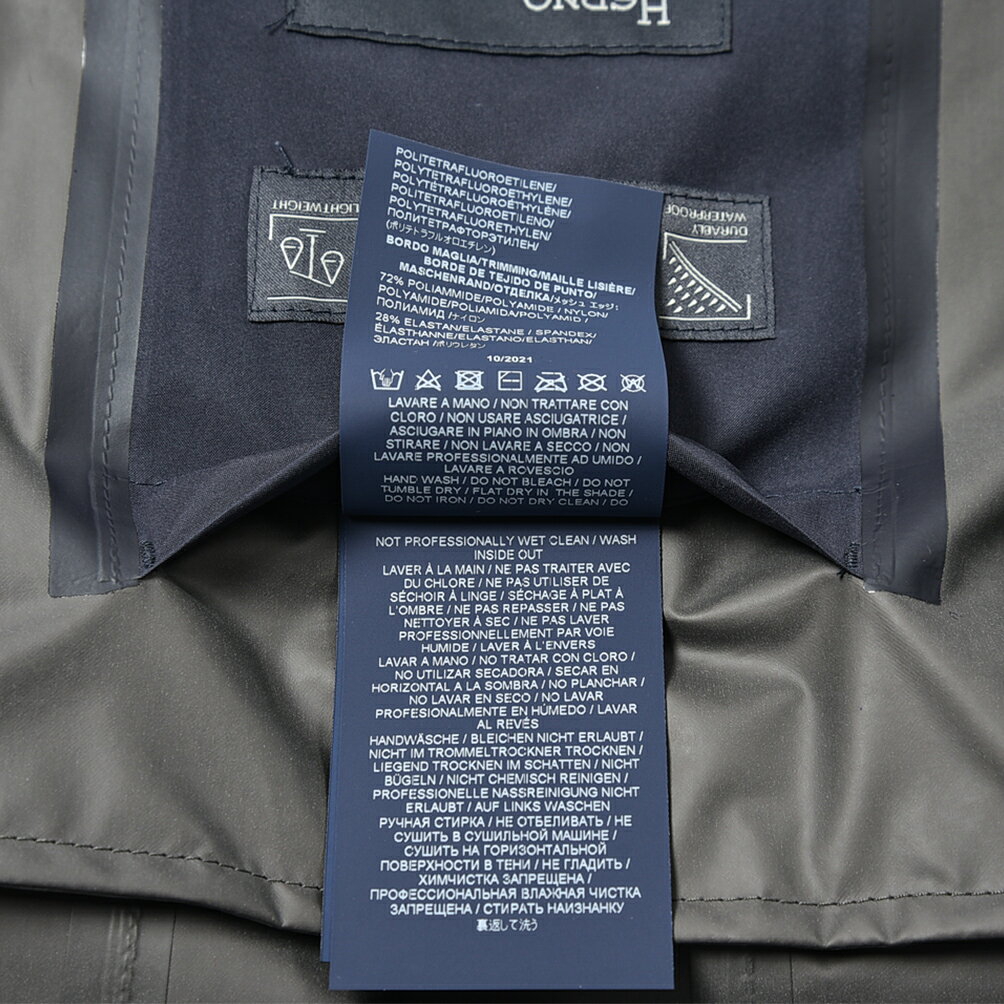 HERNO
LIGHTWEIGHT
DURABLY
WATERPROOF
POLITETRAFLUOROETILENE/
POLYTETRAFLUOROETHYLENE/
POLYTÉTRAFLUOROÉTHYLÈNE/
POLITETRAFLUOROETILENO/
POLYTETRAFLUORETHYLEN/
ПОЛИТЕТРАФТОРЭТИЛЕН/
(ポリテトラフルオロエチレン)
BORDO MAGLIA/TRIMMING/MAILLE LISIÈRE/
BORDE DE TEJIDO DE PUNTO/
MASCHENRAND/ОТДЕЛКА/メッシュ エッジ:
72% POLIAMMIDE/POLYAMIDE / NYLON/
POLYAMIDE/POLIAMIDA/POLYAMID /
ПОЛИАМИД /ナイロン
28% ELASTAN/ELASTANE / SPANDEX/
ÉLASTHANNE/ELASTANO/ELASTHAN/
ЭЛАСТАН /ポリウレタン
10/2021
LAVARE A MANO / NON TRATTARE CON
CLORO / NON USARE ASCIUGATRICE /
ASCIUGARE IN PIANO IN OMBRA / NON
STIRARE / NON LAVARE A SECCO / NON
LAVARE PROFESSIONALMENTE AD UMIDO /
LAVARE A ROVESCIO
HAND WASH / DO NOT BLEACH / DO NOT
TUMBLE DRY / FLAT DRY IN THE SHADE /
DO NOT IRON / DO NOT DRY CLEAN / DO
NOT PROFESSIONALLY WET CLEAN / WASH
INSIDE OUT
LAVER À LA MAIN / NE PAS TRAITER AVEC
DU CHLORE / NE PAS UTILISER DE
SÉCHOIR À LINGE / SÉCHAGE À PLAT À
L'OMBRE / NE PAS REPASSER / NE PAS
NETTOYER À SEC / NE PAS LAVER
PROFESSIONNELLEMENT PAR VOIE
HUMIDE / LAVER À L'ENVERS
LAVAR A MANO / NO TRATAR CON CLORO /
NO UTILIZAR SECADORA / SECAR EN
HORIZONTAL A LA SOMBRA / NO PLANCHAR /
NO LAVAR EN SECO / NO LAVAR
PROFESIONALMENTE EN HÚMEDO / LAVAR
AL REVÉS
HANDWÄSCHE / BLEICHEN NICHT ERLAUBT /
NICHT IM TROMMELTROCKNER TROCKNEN /
LIEGEND TROCKNEN IM SCHATTEN / NICHT
BÜGELN / NICHT CHEMISCH REINIGEN /
PROFESSIONELLE NASSREINIGUNG NICHT
ERLAUBT / AUF LINKS WASCHEN
РУЧНАЯ СТИРКА / НЕ ОТБЕЛИВАТЬ / НЕ
СУШИТЬ В СУШИЛЬНОЙ МАШИНЕ /
СУШИТЬ НА ГОРИЗОНТАЛЬНОЙ
ПОВЕРХНОСТИ В ТЕНИ / НЕ ГЛАДИТЬ /
ХИМЧИСТКА ЗАПРЕЩЕНА /
ПРОФЕССИОНАЛЬНАЯ ВЛАЖНАЯ ЧИСТКА
ЗАПРЕЩЕНА / СТИРАТЬ НАИЗНАНКУ
裏返して洗う